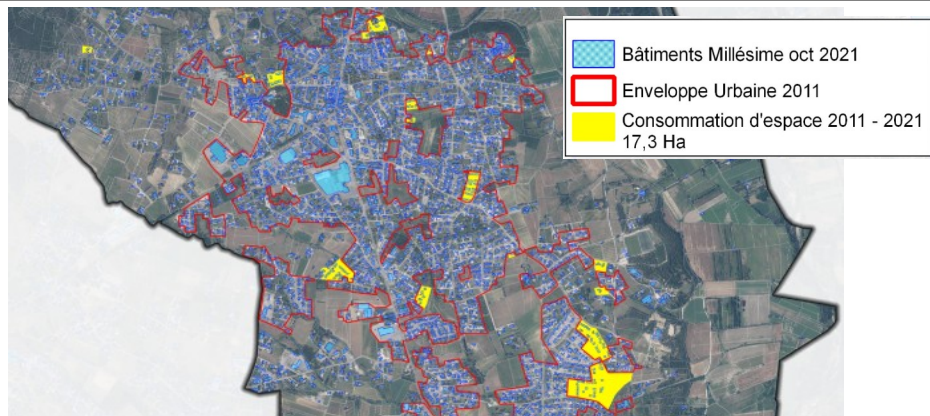 Bâtiments Millésime oct 2021
Enveloppe Urbaine 2011
Consommation d'espace 2011 - 2021
17,3 Ha